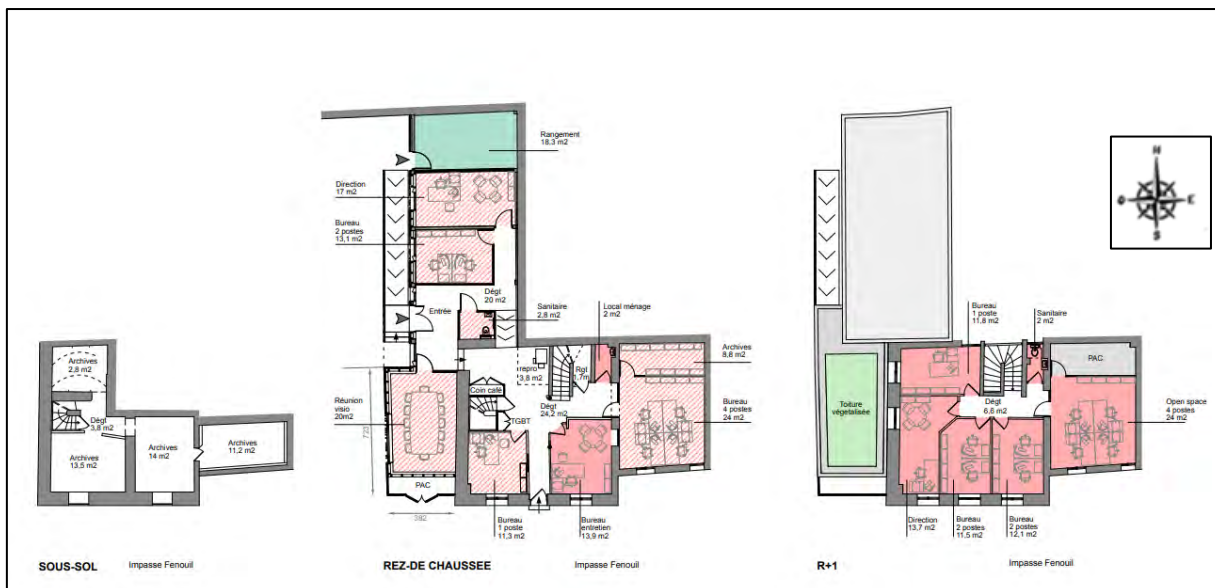 Archives
2,8 m2
Dégt
3,8 m2
Archives
13,5 m2
Archives
14 m2
Archives
11,2 m2
SOUS-SOL
Impasse Fenouil
Rangement
18.3 m2
Direction
17 m2
Bureau
2 postes
13,1 m2
Dégt
20 m2
Entrée
Sanitaire
2,8 m2
Local ménage
2 m2
Archives
8,8 m2
repro
3,8 m2
Rgt
1,7m
Coin café
Dégt
24,2 m2
TGBT
Réunion
visio
20m2
Bureau
4 postes
24 m2
720
PAC
382
Bureau
1 poste
11,3 m2
Bureau
entretien
13,9 m2
REZ-DE CHAUSSEE
Impasse Fenouil
Bureau
1 poste
11,8 m2
Sanitaire
2 m2
PAC
Toiture
végétalisée
Dégt
6,6 m2
Open space
4 postes
24 m2
Direction
13,7 m2
Bureau
2 postes
11,5 m2
Bureau
2 postes
12,1 m2
R+1
Impasse Fenouil
N
O
E
S